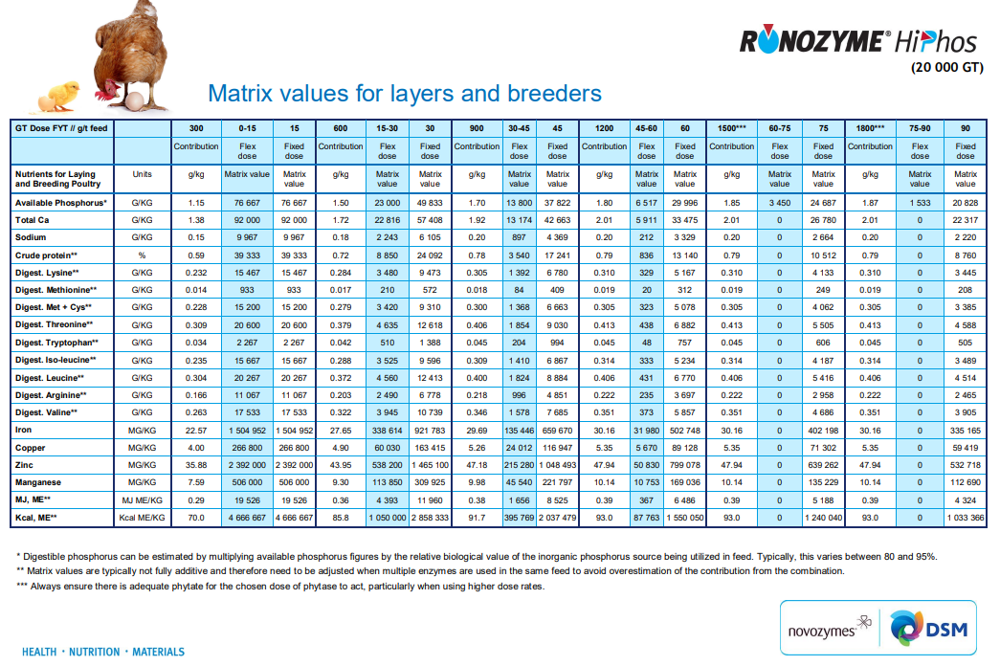 RONOZYME® HiPhos
(20 000 GT)
Matrix values for layers and breeders
GT Dose FYT // g/t feed 300 0-15 15 600 15-30 30 900 30-45 45 1200 45-60 60 1500*** 60-75 75 1800*** 75-90 90
Contribution Flex dose Fixed dose Contribution Flex dose Fixed dose Contribution Flex dose Fixed dose Contribution Flex dose Fixed dose Contribution Flex dose Fixed dose Contribution Flex dose Fixed dose
Nutrients for Laying and Breeding Poultry Units g/kg Matrix value Matrix value g/kg Matrix value Matrix value g/kg Matrix value Matrix value g/kg Matrix value Matrix value g/kg Matrix value Matrix value g/kg Matrix value Matrix value
Available Phosphorus* G/KG 1.15 76 667 76 667 1.50 23 000 49 833 1.70 13 800 37 822 1.80 6 517 29 996 1.85 3 450 24 687 1.87 1 533 20 828
Total Ca G/KG 1.38 92 000 92 000 1.72 22 816 57 408 1.92 13 174 42 663 2.01 5 911 33 475 2.01 0 26 780 2.01 0 22 317
Sodium G/KG 0.15 9 967 9 967 0.18 2 243 6 105 0.20 897 4 369 0.20 212 3 329 0.20 0 2 664 0.20 0 2 220
Crude protein** % 0.59 39 333 39 333 0.72 8 850 24 092 0.78 3 540 17 241 0.79 836 13 140 0.79 0 10 512 0.79 0 8 760
Digest. Lysine** G/KG 0.232 15 467 15 467 0.284 3 480 9 473 0.305 1 392 6 780 0.310 329 5 167 0.310 0 4 133 0.310 0 3 445
Digest. Methionine** G/KG 0.014 933 933 0.017 210 572 0.018 84 409 0.019 20 312 0.019 0 249 0.019 0 208
Digest. Met + Cys** G/KG 0.228 15 200 15 200 0.279 3 420 9 310 0.300 1 368 6 663 0.305 323 5 078 0.305 0 4 062 0.305 0 3 385
Digest. Threonine** G/KG 0.309 20 600 20 600 0.379 4 635 12 618 0.406 1 854 9 030 0.413 438 6 882 0.413 0 5 505 0.413 0 4 588
Digest. Tryptophan** G/KG 0.034 2 267 2 267 0.042 510 1 388 0.045 204 994 0.045 48 757 0.045 0 606 0.045 0 505
Digest. Iso-leucine** G/KG 0.235 15 667 15 667 0.288 3 525 9 596 0.309 1 410 6 867 0.314 333 5 234 0.314 0 4 187 0.314 0 3 489
Digest. Leucine** G/KG 0.304 20 267 20 267 0.372 4 560 12 413 0.400 1 824 8 884 0.406 431 6 770 0.406 0 5 416 0.406 0 4 514
Digest. Arginine** G/KG 0.166 11 067 11 067 0.203 2 490 6 778 0.218 996 4 851 0.222 235 3 697 0.222 0 2 958 0.222 0 2 465
Digest. Valine** G/KG 0.263 17 533 17 533 0.322 3 945 10 739 0.346 1 578 7 685 0.351 373 5 857 0.351 0 4 686 0.351 0 3 905
Iron MG/KG 22.57 1 504 952 1 504 952 27.65 338 614 921 783 29.69 135 446 659 670 30.16 31 980 502 748 30.16 0 402 198 30.16 0 335 165
Copper MG/KG 4.00 266 800 266 800 4.90 60 030 163 415 5.26 24 012 116 947 5.35 5 670 89 128 5.35 0 71 302 5.35 0 59 419
Zinc MG/KG 35.88 2 392 000 2 392 000 43.95 538 200 1 465 100 47.18 215 280 1 048 493 47.94 50 830 799 078 47.94 0 639 262 47.94 0 532 718
Manganese MG/KG 7.59 506 000 506 000 9.30 113 850 309 925 9.98 45 540 221 797 10.14 10 753 169 036 10.14 0 135 229 10.14 0 112 690
MJ, ME** MJ ME/KG 0.29 19 526 19 526 0.36 4 393 11 960 0.38 1 656 8 525 0.39 367 6 486 0.39 0 5 188 0.39 0 4 324
Kcal, ME** Kcal ME/KG 70.0 4 666 667 4 666 667 85.8 1 050 000 2 858 333 91.7 395 769 2 037 479 93.0 87 763 1 550 050 93.0 0 1 240 040 93.0 0 1 033 366
* Digestible phosphorus can be estimated by multiplying available phosphorus figures by the relative biological value of the inorganic phosphorus source being utilized in feed. Typically, this varies between 80 and 95%.
** Matrix values are typically not fully additive and therefore need to be adjusted when multiple enzymes are used in the same feed to avoid overestimation of the contribution from the combination.
*** Always ensure there is adequate phytate for the chosen dose of phytase to act, particularly when using higher dose rates.
novozymes DSM
HEALTH · NUTRITION · MATERIALS